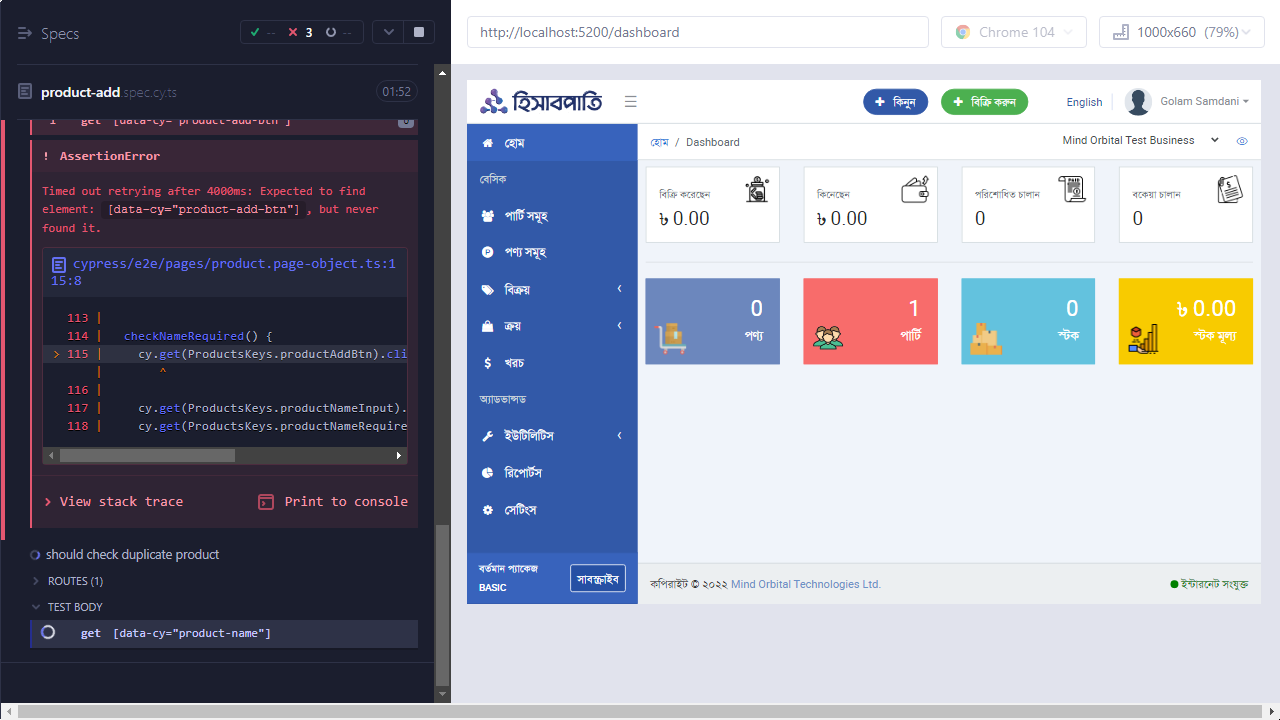 Specs
-- 3 --
product-add spec.cy.ts 01:52
1 get [data-cy="product-add-btn"] 0
! AssertionError
Timed out retrying after 4000ms: Expected to find
element: [data-cy="product-add-btn"], but never
found it.
cypress/e2e/pages/product.page-object.ts:1
15:8
113 |
114 | checkNameRequired() {
> 115 | cy.get(ProductsKeys.productAddBtn).cli
| ^
116 |
117 | cy.get(ProductsKeys.productNameInput).
118 | cy.get(ProductsKeys.productNameRequire
View stack trace
Print to console
should check duplicate product
ROUTES (1)
TEST BODY
get [data-cy="product-name"]
http://localhost:5200/dashboard
Chrome 104
1000x660 (79%)
হিসাবপাতি
+ কিনুন
+ বিক্রি করুন
English
Golam Samdani
হোম
বেসিক
পার্টি সমূহ
পণ্য সমূহ
বিক্রয়
ক্রয়
খরচ
অ্যাডভান্সড
ইউটিলিটিস
রিপোর্টস
সেটিংস
বর্তমান প্যাকেজ
BASIC
সাবস্ক্রাইব
হোম / Dashboard
Mind Orbital Test Business
বিক্রি করেছেন
৳ 0.00
কিনেছেন
৳ 0.00
পরিশোধিত চালান
0
বকেয়া চালান
0
0
পণ্য
1
পার্টি
0
স্টক
৳ 0.00
স্টক মূল্য
কপিরাইট © ২০২২ Mind Orbital Technologies Ltd.
ইন্টারনেট সংযুক্ত